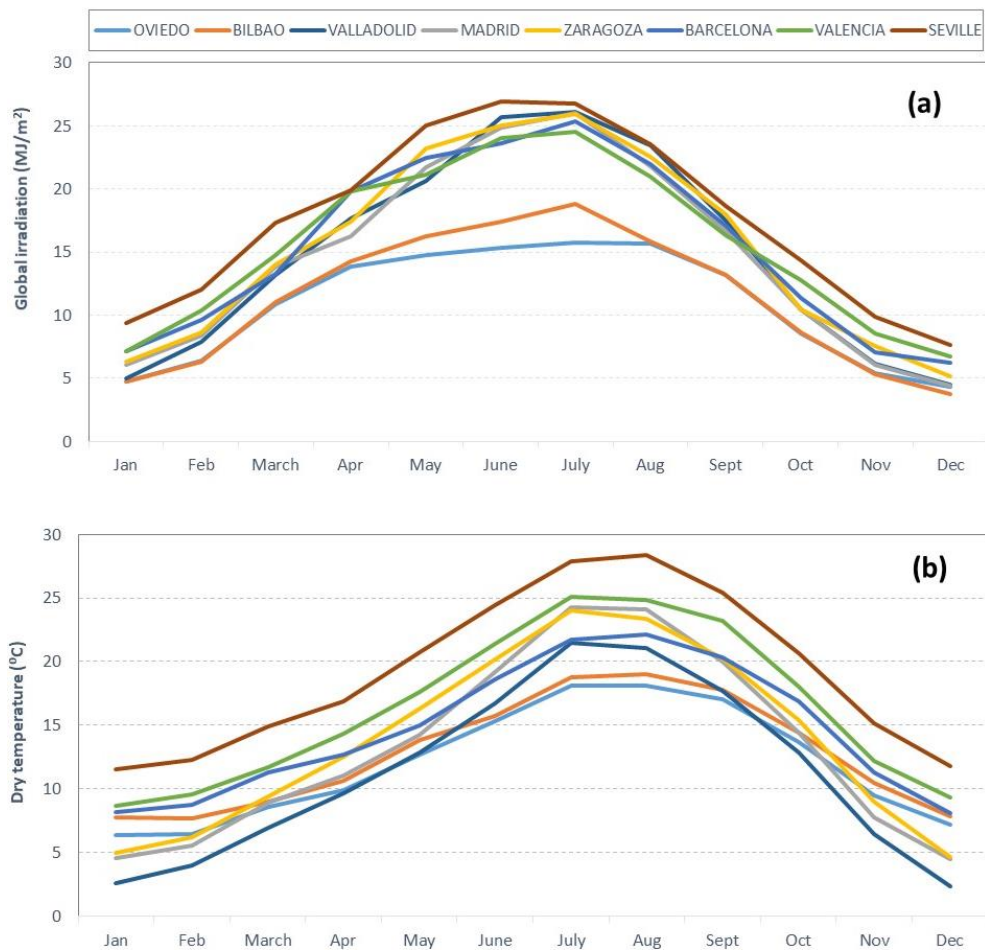 OVIEDO BILBAO VALLADOLID MADRID ZARAGOZA BARCELONA VALENCIA SEVILLE
(a)
Global irradiation (MJ/m²)
30
25
20
15
10
5
0
Jan Feb March Apr May June July Aug Sept Oct Nov Dec
(b)
Dry temperature (⁰C)
30
25
20
15
10
5
0
Jan Feb March Apr May June July Aug Sept Oct Nov Dec